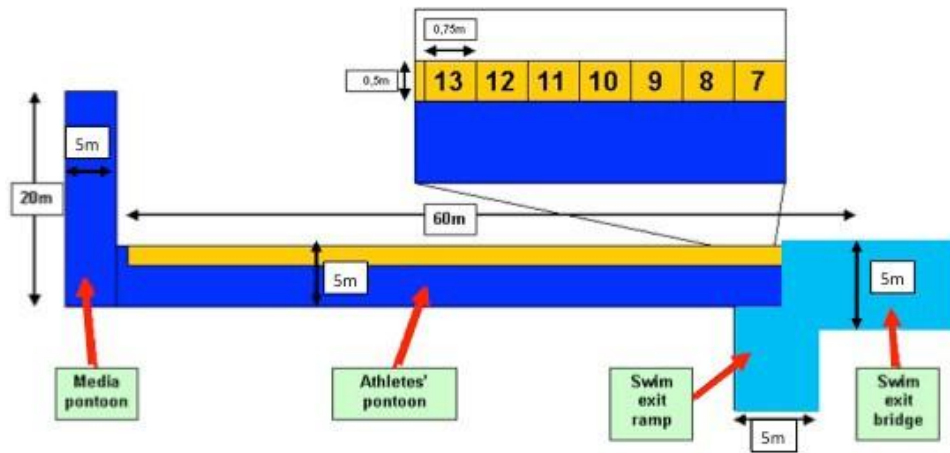 0,75m
0,5m
13 12 11 10 9 8 7
5m
20m
60m
5m
5m
Media
pontoon
Athletes'
pontoon
Swim
exit
ramp
Swim
exit
bridge
5m